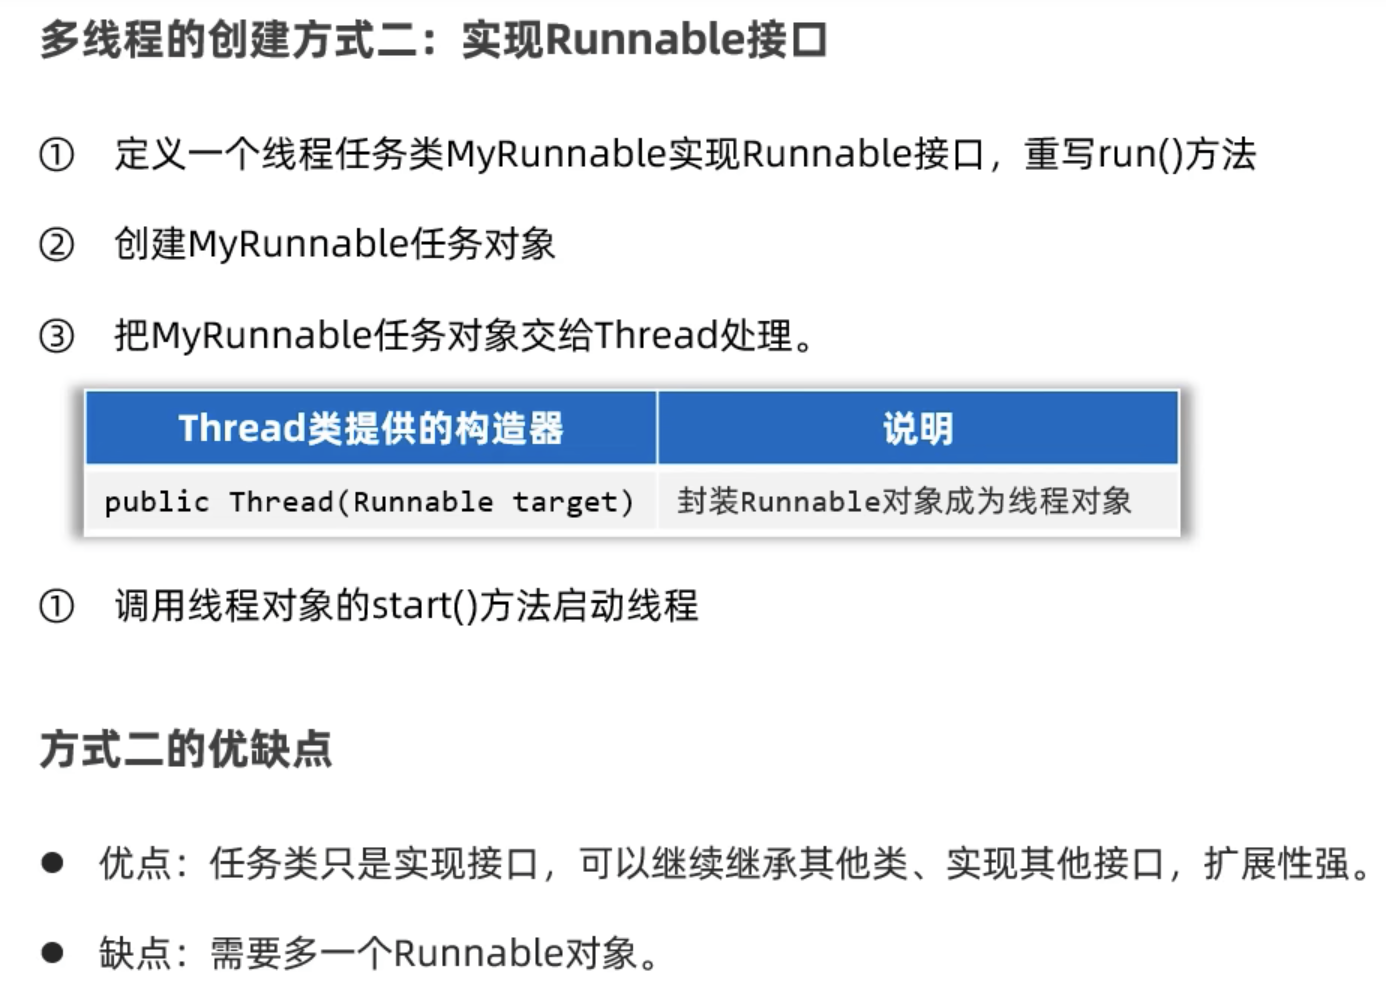 多线程的创建方式二：实现Runnable接口
① 定义一个线程任务类MyRunnable实现Runnable接口，重写run()方法
② 创建MyRunnable任务对象
③ 把MyRunnable任务对象交给Thread处理。
Thread类提供的构造器 说明
public Thread(Runnable target) 封装Runnable对象成为线程对象
① 调用线程对象的start()方法启动线程
方式二的优缺点
● 优点：任务类只是实现接口，可以继续继承其他类、实现其他接口，扩展性强。
● 缺点：需要多一个Runnable对象。